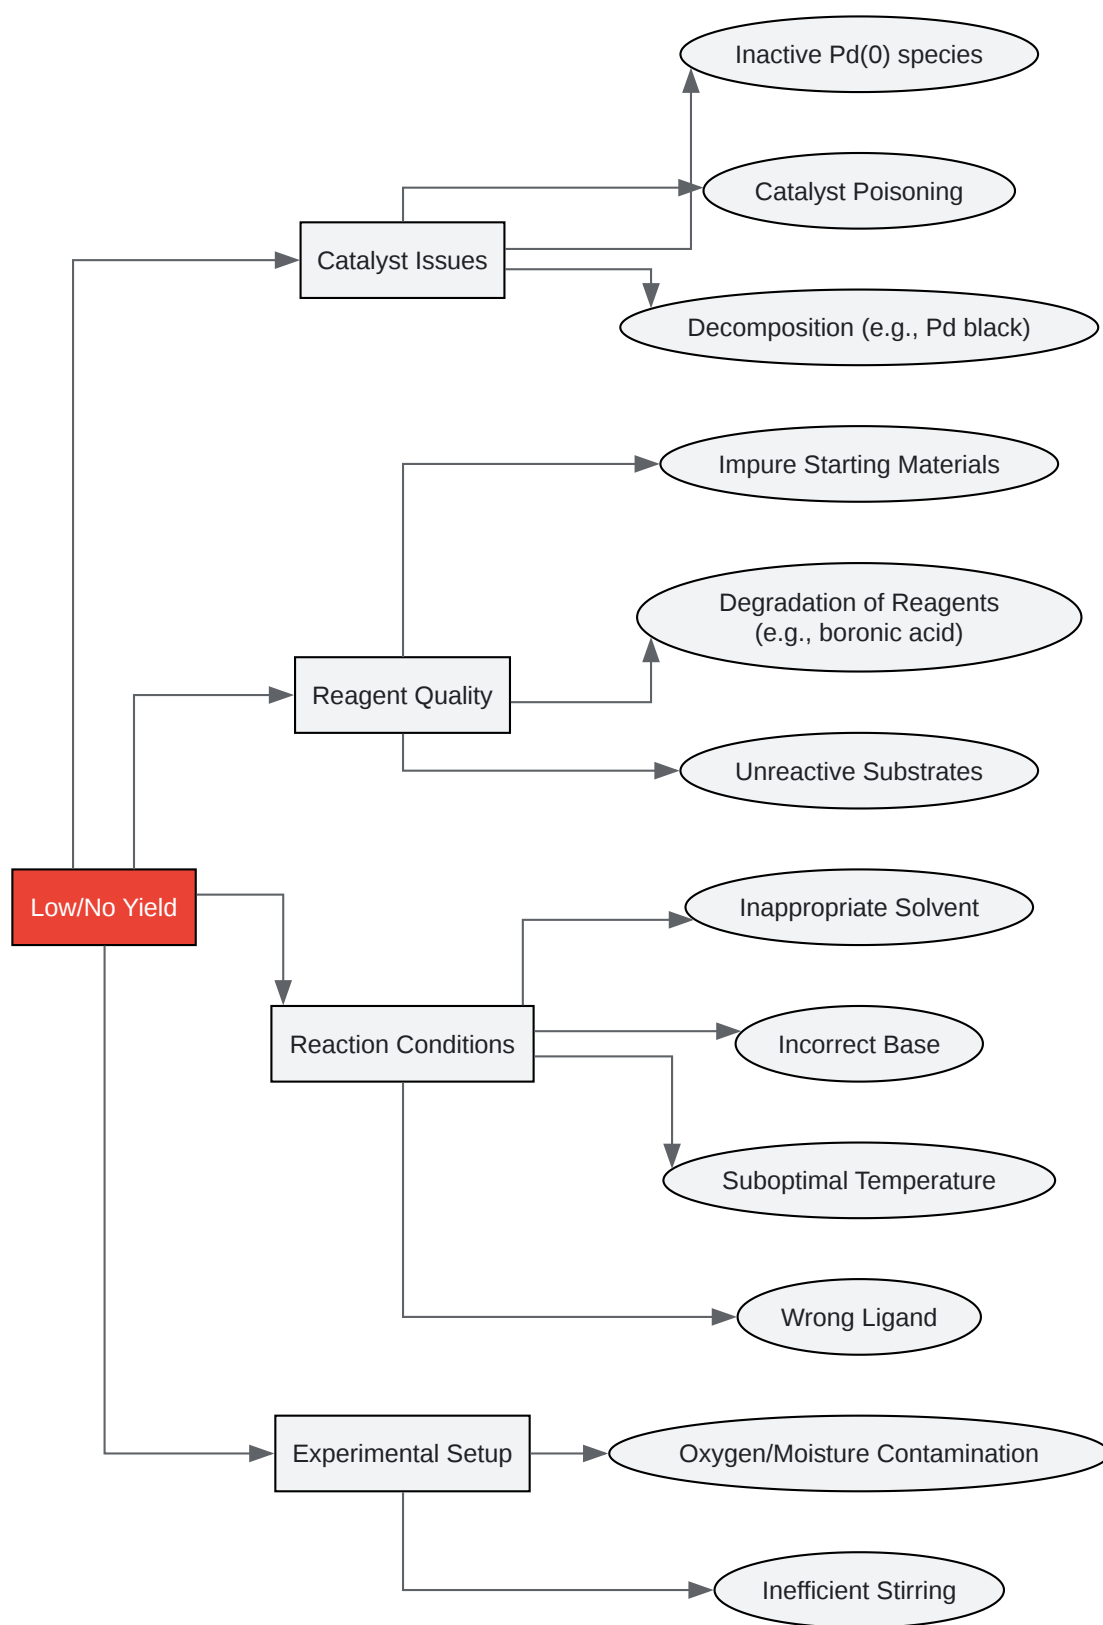 Inactive Pd(0) species
Catalyst Poisoning
Catalyst Issues
Decomposition (e.g., Pd black)
Impure Starting Materials
Degradation of Reagents
(e.g., boronic acid)
Reagent Quality
Unreactive Substrates
Low/No Yield
Inappropriate Solvent
Reaction Conditions
Incorrect Base
Suboptimal Temperature
Wrong Ligand
Experimental Setup
Oxygen/Moisture Contamination
Inefficient Stirring